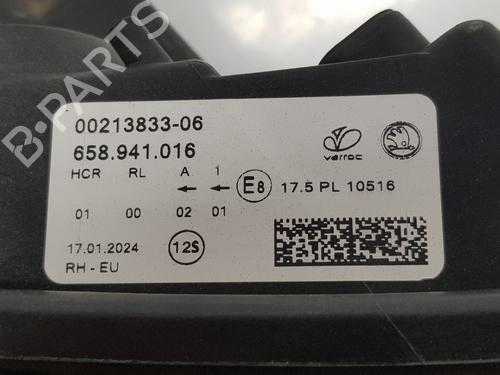 B-PARTS
00213833-06
658.941.016
varroc
HCR RL A 1
E8 17.5 PL 10516
01 00 02 01
17.01.2024 12S
RH - EU